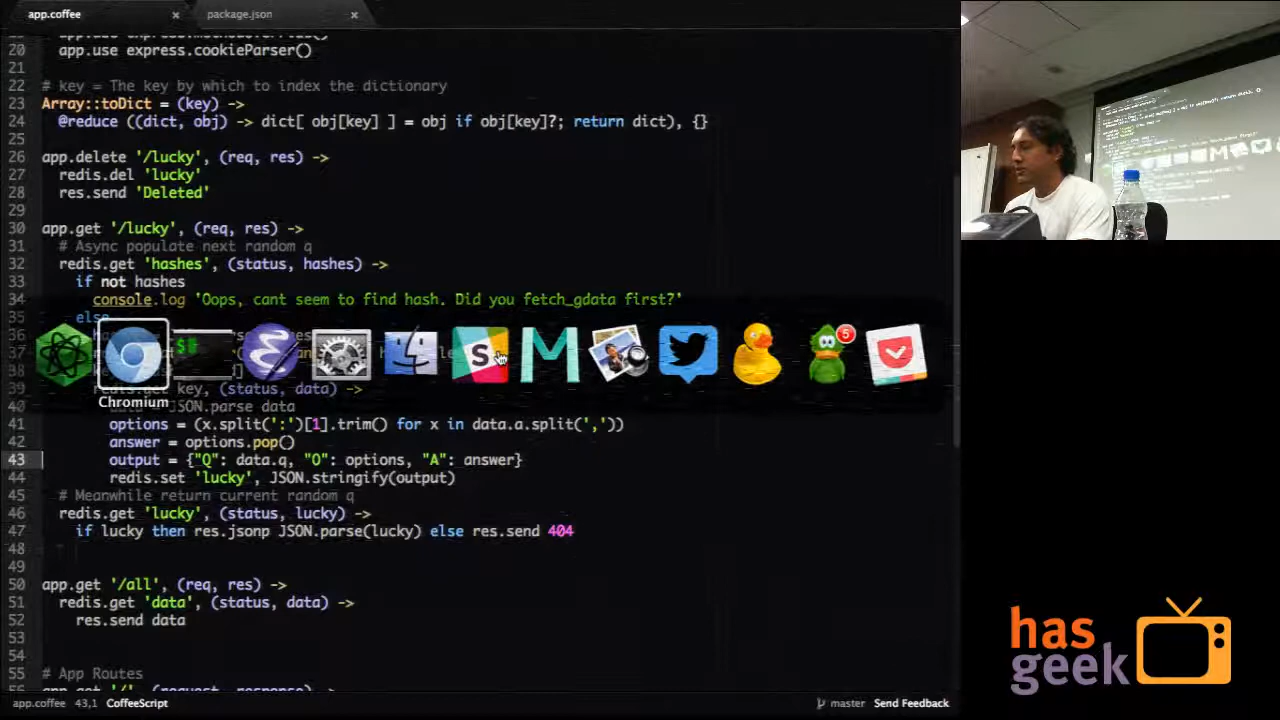 app.coffee
package.json
20 app.use express.cookieParser()
21
22 # key = The key by which to index the dictionary
23 Array::toDict = (key) ->
24 @reduce ((dict, obj) -> dict[ obj[key] ] = obj if obj[key]?; return dict), {}
25
26 app.delete '/lucky', (req, res) ->
27 redis.del 'lucky'
28 res.send 'Deleted'
29
30 app.get '/lucky', (req, res) ->
31 # Async populate next random q
32 redis.get 'hashes', (status, hashes) ->
33 if not hashes
34 console.log 'Oops, cant seem to find hash. Did you fetch_gdata first?'
35 else
36
37
38
39 key, (status, data) ->
40 JSON.parse data
41 options = (x.split(':')[1].trim() for x in data.a.split(','))
42 answer = options.pop()
43 output = {"Q": data.q, "O": options, "A": answer}
44 redis.set 'lucky', JSON.stringify(output)
45 # Meanwhile return current random q
46 redis.get 'lucky', (status, lucky) ->
47 if lucky then res.jsonp JSON.parse(lucky) else res.send 404
48
49
50 app.get '/all', (req, res) ->
51 redis.get 'data', (status, data) ->
52 res.send data
53
54
55 # App Routes
$
S
M
5
Chromium
app.coffee 43,1 CoffeeScript
master Send Feedback
has
geek